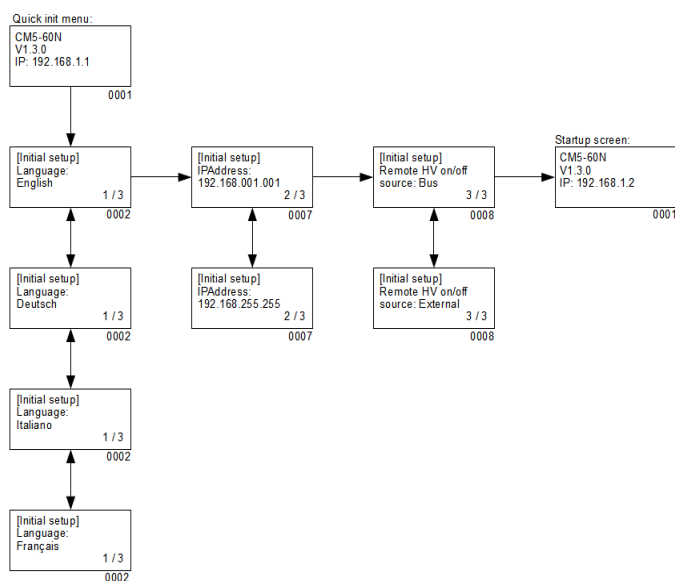 Quick init menu:
CM5-60N
V1.3.0
IP: 192.168.1.1
0001
[Initial setup]
Language:
English
1 / 3
0002
[Initial setup]
IPAddress:
192.168.001.001
2 / 3
0007
[Initial setup]
Remote HV on/off
source: Bus
3 / 3
0008
Startup screen:
CM5-60N
V1.3.0
IP: 192.168.1.2
0001
[Initial setup]
Language:
Deutsch
1 / 3
0002
[Initial setup]
IPAddress:
192.168.255.255
2 / 3
0007
[Initial setup]
Remote HV on/off
source: External
3 / 3
0008
[Initial setup]
Language:
Italiano
1 / 3
0002
[Initial setup]
Language:
Français
1 / 3
0002